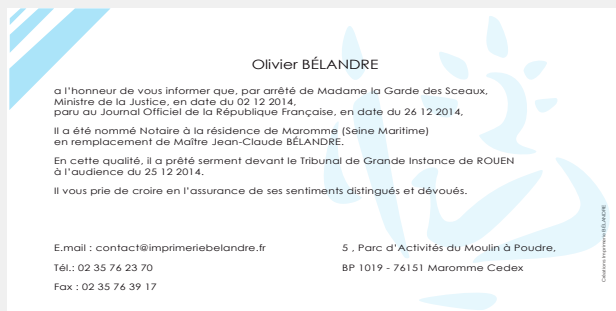 Olivier BÉLANDRE
a l'honneur de vous informer que, par arrêté de Madame la Garde des Sceaux,
Ministre de la Justice, en date du 02 12 2014,
paru au Journal Officiel de la République Française, en date du 26 12 2014,
Il a été nommé Notaire à la résidence de Maromme (Seine Maritime)
en remplacement de Maître Jean-Claude BÉLANDRE.
En cette qualité, il a prêté serment devant le Tribunal de Grande Instance de ROUEN
à l'audience du 25 12 2014.
Il vous prie de croire en l'assurance de ses sentiments distingués et dévoués.
E.mail : contact@imprimeriebelandre.fr
Tél.: 02 35 76 23 70
Fax : 02 35 76 39 17
5 , Parc d'Activités du Moulin à Poudre,
BP 1019 - 76151 Maromme Cedex
Créations Imprimerie BÉLANDRE